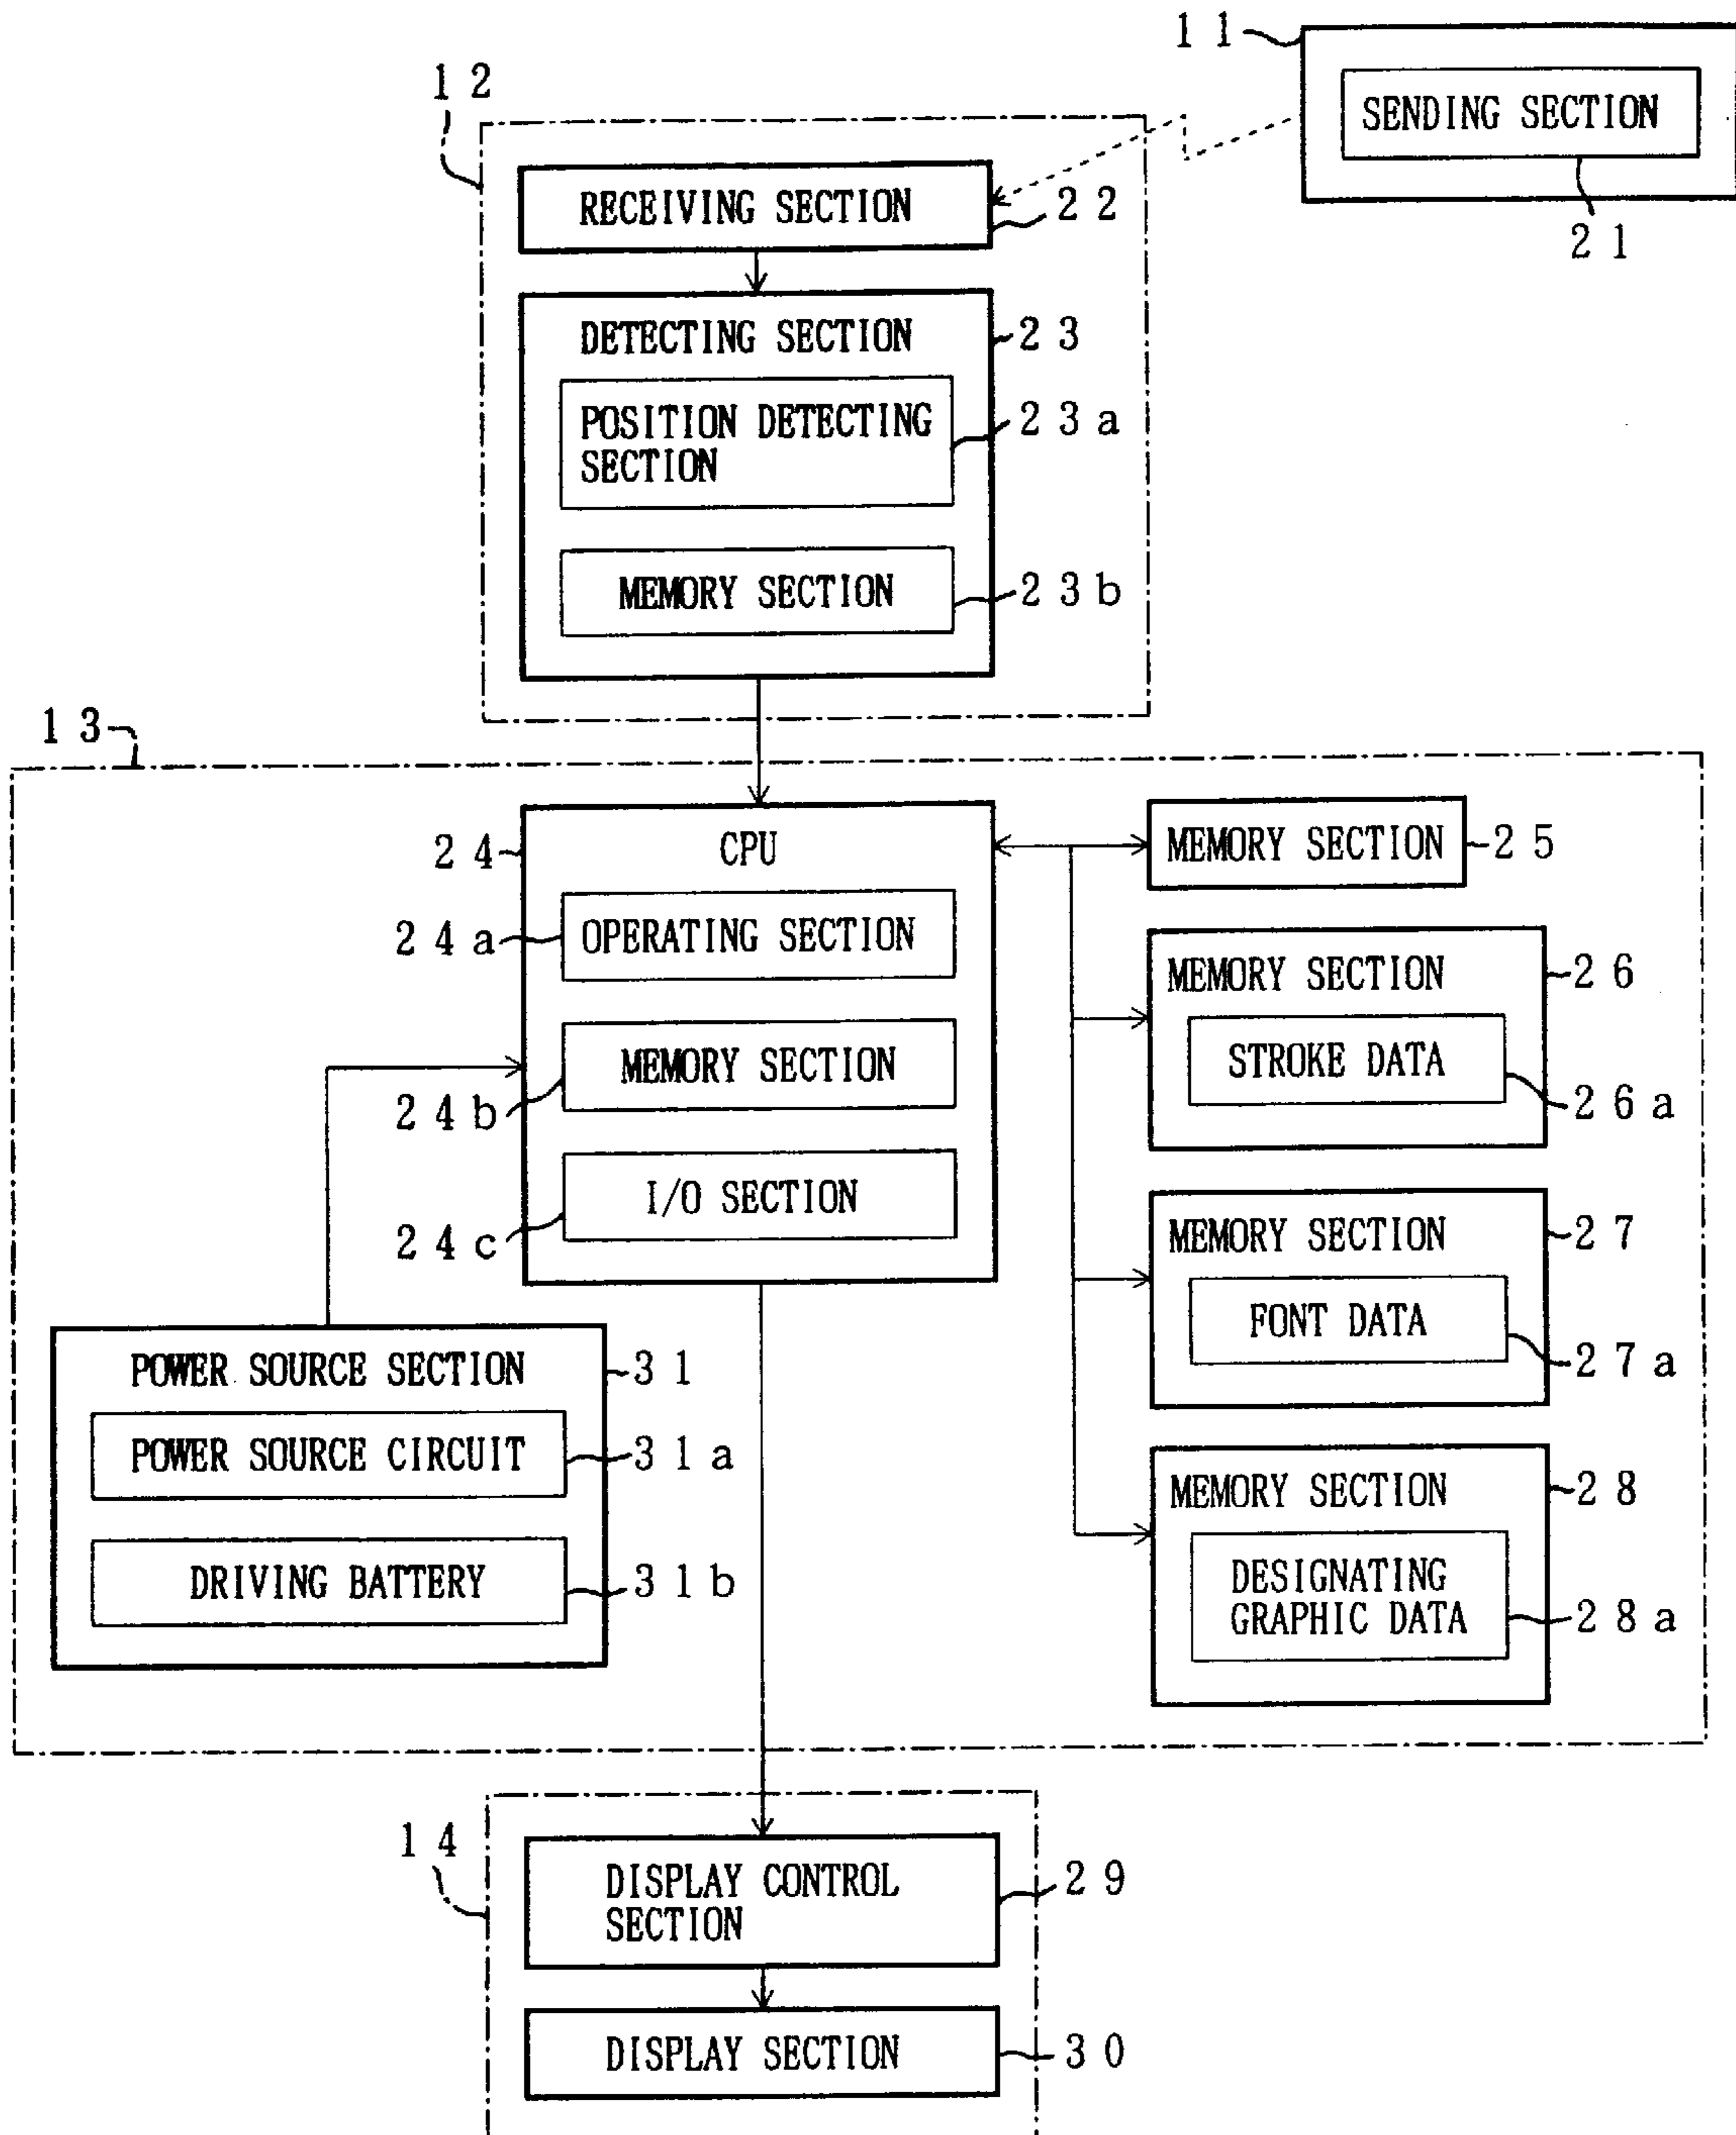 11
SENDING SECTION
21
12
RECEIVING SECTION
22
DETECTING SECTION
23
POSITION DETECTING
SECTION
23a
MEMORY SECTION
23b
13
24
CPU
24a
OPERATING SECTION
24b
MEMORY SECTION
24c
I/O SECTION
MEMORY SECTION
25
MEMORY SECTION
26
STROKE DATA
26a
MEMORY SECTION
27
FONT DATA
27a
MEMORY SECTION
28
DESIGNATING
GRAPHIC DATA
28a
POWER SOURCE SECTION
31
POWER SOURCE CIRCUIT
31a
DRIVING BATTERY
31b
14
DISPLAY CONTROL
SECTION
29
DISPLAY SECTION
30